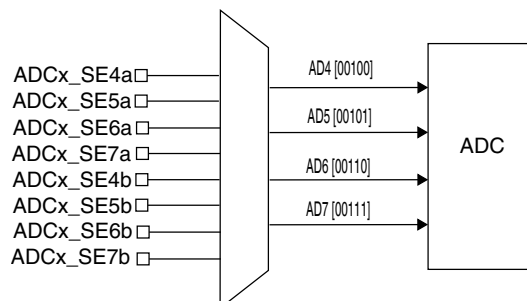 ADCx_SE4a
ADCx_SE5a
ADCx_SE6a
ADCx_SE7a
ADCx_SE4b
ADCx_SE5b
ADCx_SE6b
ADCx_SE7b
AD4 [00100]
AD5 [00101]
AD6 [00110]
AD7 [00111]
ADC